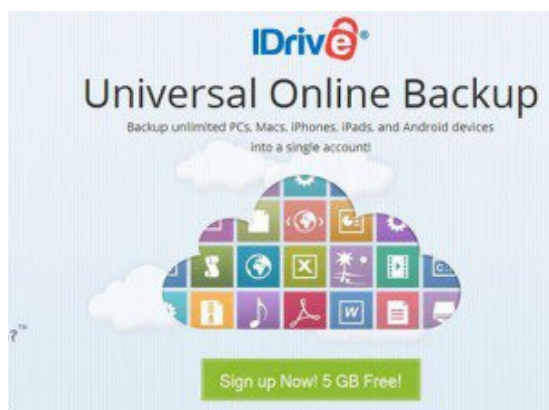 IDrive®
Universal Online Backup
Backup unlimited PCs, Macs, iPhones, iPads, and Android devices
into a single account!
?™
Sign up Now! 5 GB Free!